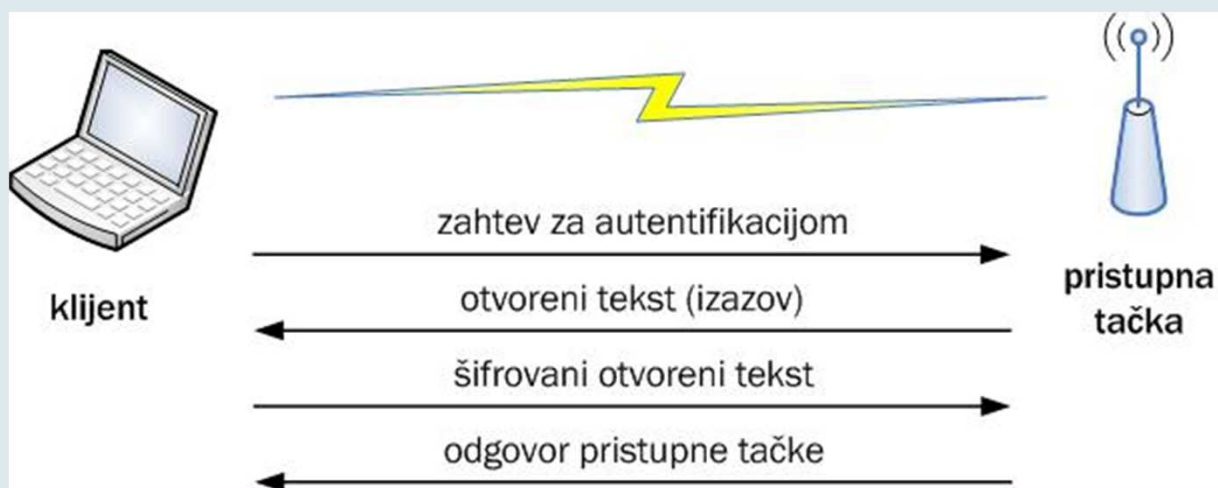 zahtev za autentifikacijom
klijent
otvoreni tekst (izazov)
pristupna
tačka
šifrovani otvoreni tekst
odgovor pristupne tačke